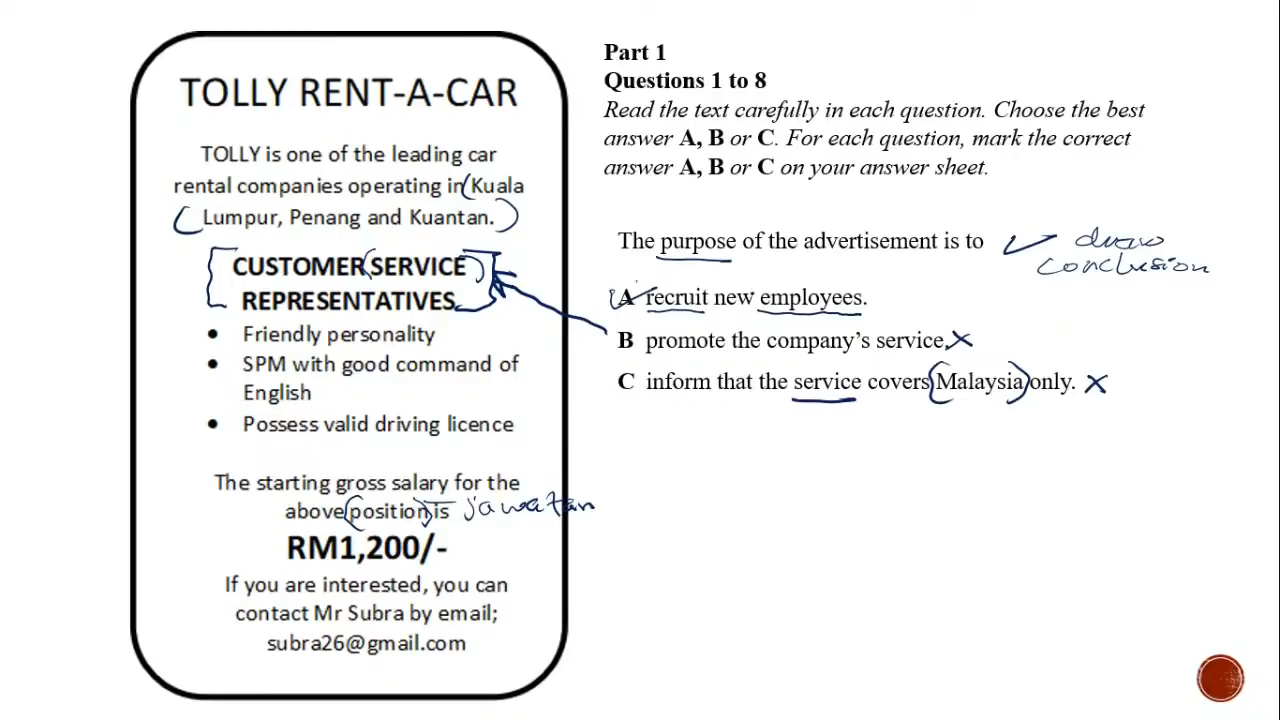 TOLLY RENT-A-CAR
TOLLY is one of the leading car
rental companies operating in Kuala
Lumpur, Penang and Kuantan.
CUSTOMER SERVICE
REPRESENTATIVES
• Friendly personality
• SPM with good command of
English
• Possess valid driving licence
The starting gross salary for the
above position is jawatan
RM1,200/-
If you are interested, you can
contact Mr Subra by email;
subra26@gmail.com
Part 1
Questions 1 to 8
Read the text carefully in each question. Choose the best
answer A, B or C. For each question, mark the correct
answer A, B or C on your answer sheet.
The purpose of the advertisement is to
draw
conclusion
A recruit new employees.
B promote the company's service.
C inform that the service covers Malaysia only.